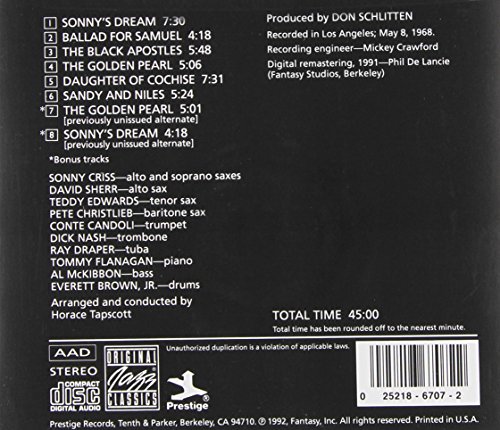 1 SONNY'S DREAM 7:30
2 BALLAD FOR SAMUEL 4:18
3 THE BLACK APOSTLES 5:48
4 THE GOLDEN PEARL 5:06
5 DAUGHTER OF COCHISE 7:31
6 SANDY AND NILES 5:24
*7 THE GOLDEN PEARL 5:01
[previously unissued alternate]
*8 SONNY'S DREAM 4:18
[previously unissued alternate]
*Bonus tracks
SONNY CRISS—alto and soprano saxes
DAVID SHERR—alto sax
TEDDY EDWARDS—tenor sax
PETE CHRISTLIEB—baritone sax
CONTE CANDOLI—trumpet
DICK NASH—trombone
RAY DRAPER—tuba
TOMMY FLANAGAN—piano
AL McKIBBON—bass
EVERETT BROWN, JR.—drums
Arranged and conducted by
Horace Tapscott
Produced by DON SCHLITTEN
Recorded in Los Angeles; May 8, 1968.
Recording engineer—Mickey Crawford
Digital remastering, 1991—Phil De Lancie
(Fantasy Studios, Berkeley)
TOTAL TIME 45:00
Total time has been rounded off to the nearest minute.
Unauthorized duplication is a violation of applicable laws.
AAD
STEREO
COMPACT
disc
DIGITAL AUDIO
ORIGINAL
Jazz
CLASSICS
Prestige
0 25218-6707-2
Prestige Records, Tenth & Parker, Berkeley, CA 94710. ℗ 1992, Fantasy, Inc. All rights reserved. Printed in U.S.A.